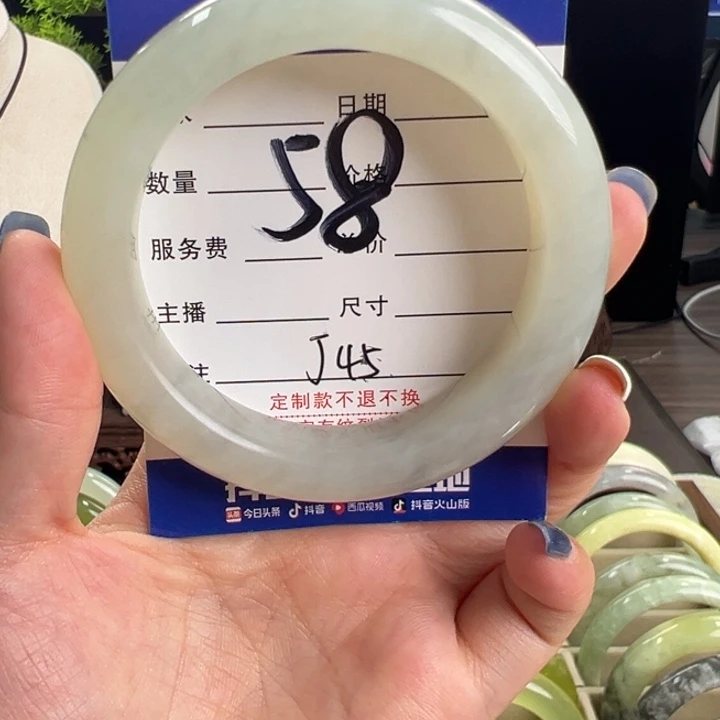 日期
58
数量 价格
服务费
主播 尺寸
J45
定制款不退不换
今日头条 抖音 西瓜视频 抖音火山版